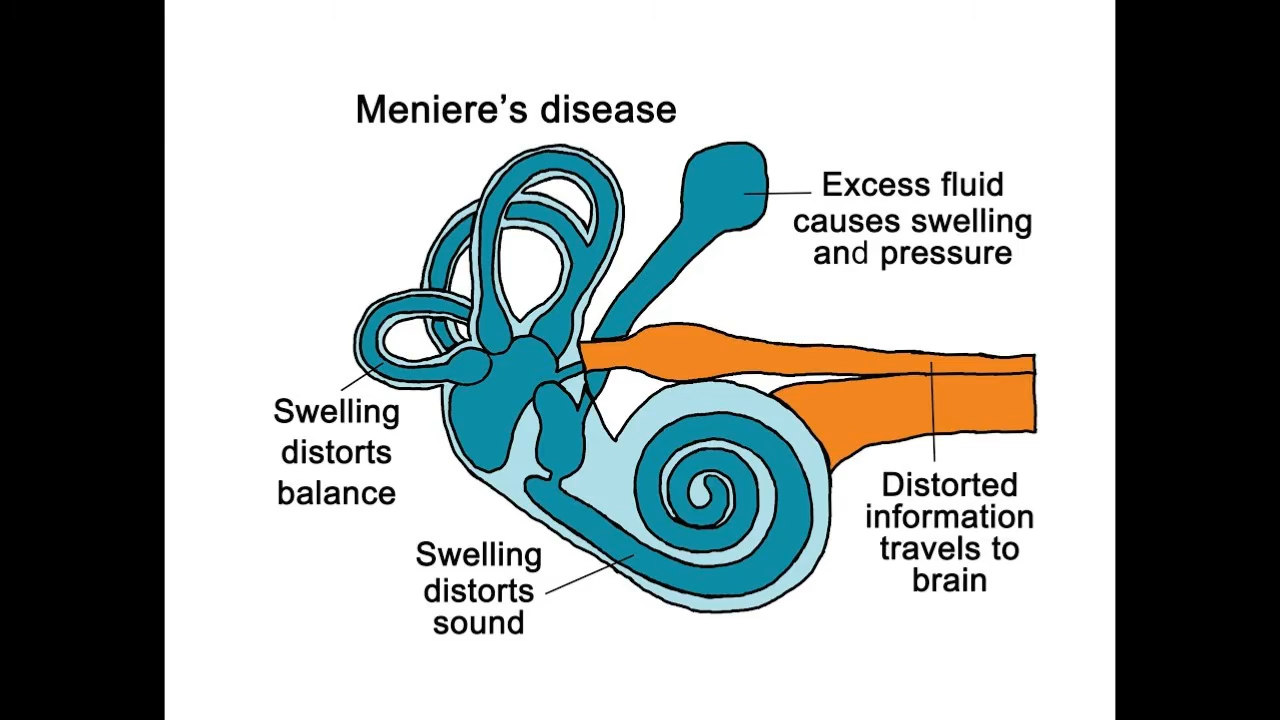 Meniere’s disease
Excess fluid
causes swelling
and pressure
Swelling
distorts
balance
Swelling
distorts
sound
Distorted
information
travels to
brain